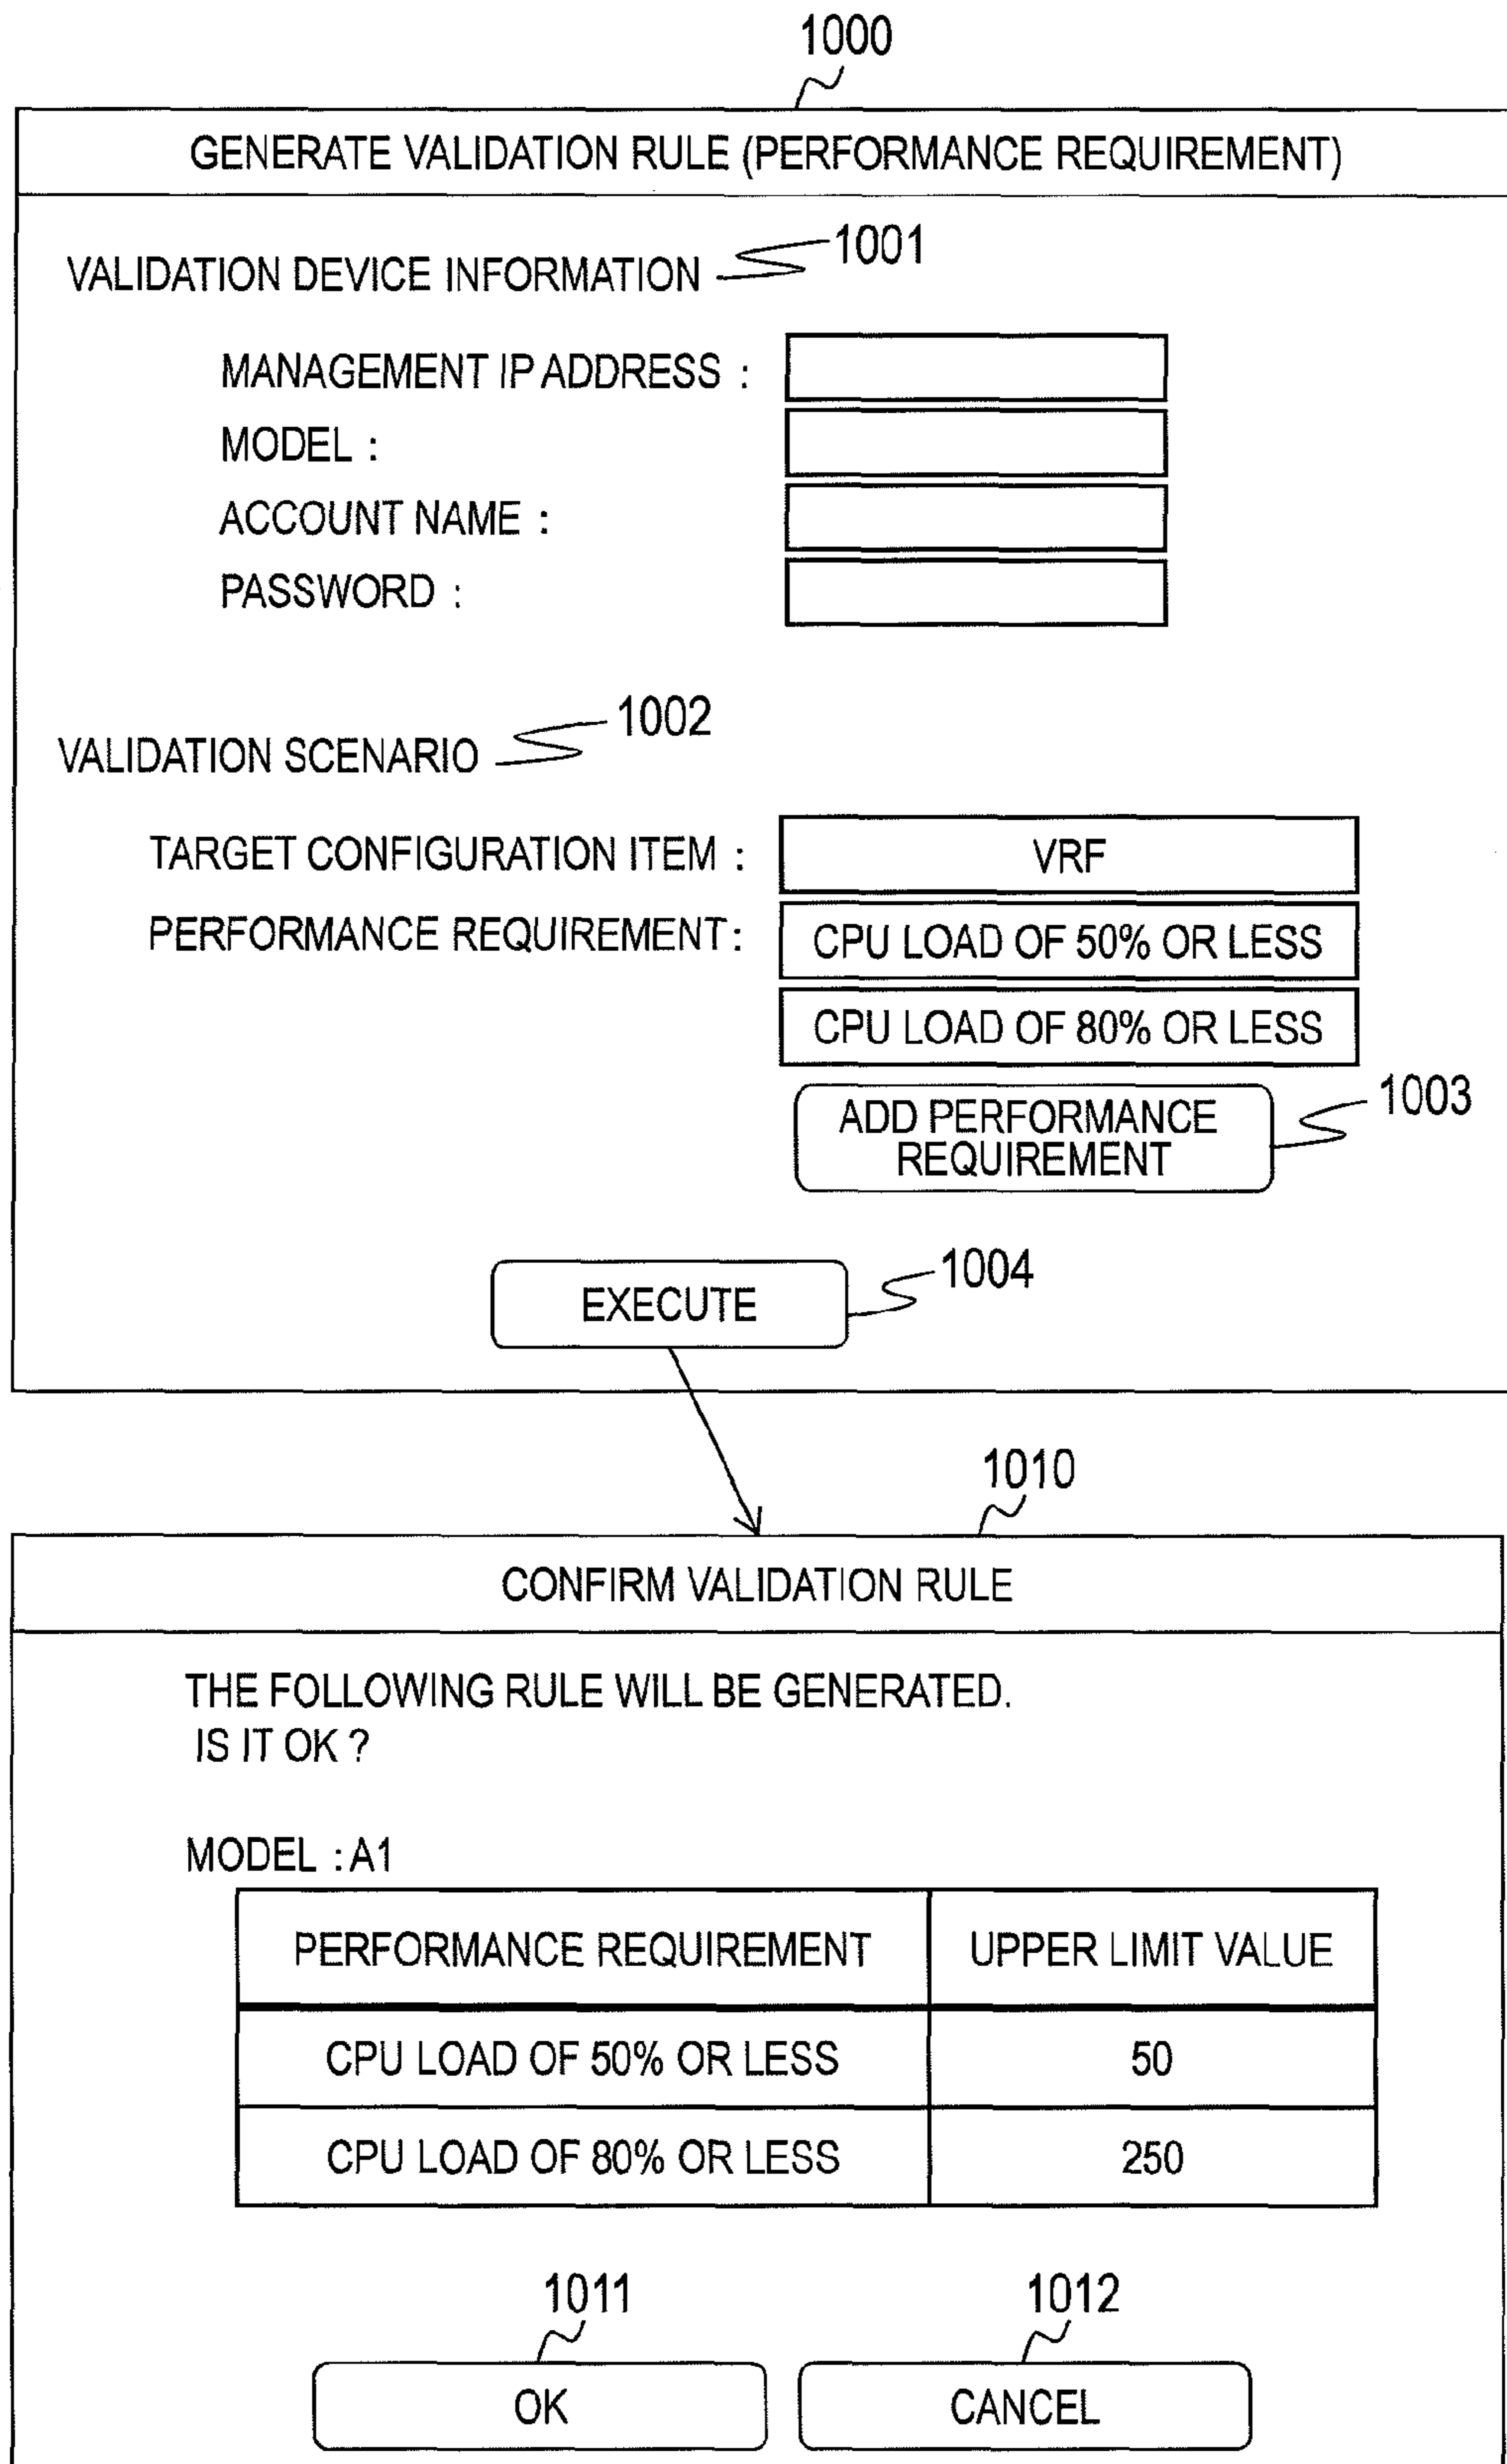 1000
GENERATE VALIDATION RULE (PERFORMANCE REQUIREMENT)
VALIDATION DEVICE INFORMATION 1001
MANAGEMENT IP ADDRESS :
MODEL :
ACCOUNT NAME :
PASSWORD :
VALIDATION SCENARIO 1002
TARGET CONFIGURATION ITEM : VRF
PERFORMANCE REQUIREMENT : CPU LOAD OF 50% OR LESS
CPU LOAD OF 80% OR LESS
ADD PERFORMANCE
REQUIREMENT
1003
EXECUTE 1004
1010
CONFIRM VALIDATION RULE
THE FOLLOWING RULE WILL BE GENERATED.
IS IT OK ?
MODEL : A1
PERFORMANCE REQUIREMENT UPPER LIMIT VALUE
CPU LOAD OF 50% OR LESS 50
CPU LOAD OF 80% OR LESS 250
1011 1012
OK CANCEL